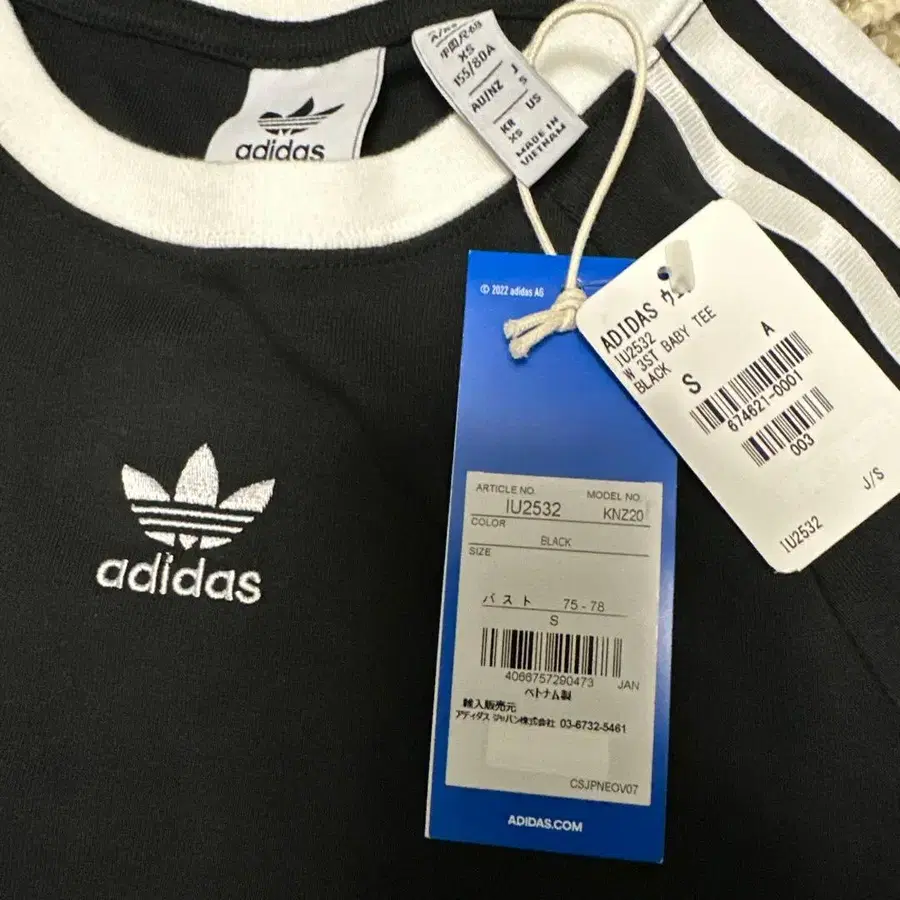 adidas
A/XS
中国尺码
XS
155/80A
AU/NZ
J
S
KR
XS
US
MADE IN
VIETNAM
adidas
© 2022 adidas AG
ARTICLE NO.
MODEL NO.
IU2532
KNZ20
COLOR
BLACK
SIZE
バスト 75 - 78
S
4066757290473 JAN
ベトナム製
輸入販売元
アディダス ジャパン株式会社 03-6732-5461
CSJPNEOV07
ADIDAS.COM
ADIDAS
IU2532
W 3ST BABY TEE
BLACK
S
A
674621-0001
003
IU2532
J/S